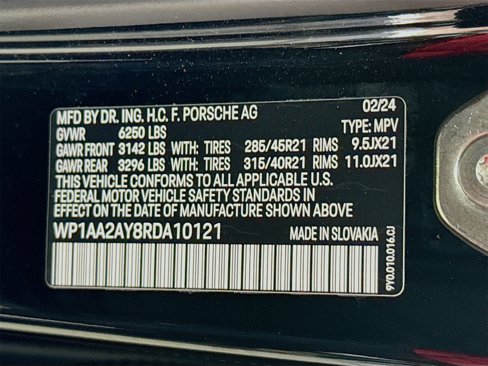 MFD BY DR. ING. H.C. F. PORSCHE AG 02/24
GVWR 6250 LBS TYPE: MPV
GAWR FRONT 3142 LBS WITH: TIRES 285/45R21 RIMS 9.5JX21
GAWR REAR 3296 LBS WITH: TIRES 315/40R21 RIMS 11.0JX21
THIS VEHICLE CONFORMS TO ALL APPLICABLE U.S.
FEDERAL MOTOR VEHICLE SAFETY STANDARDS IN
EFFECT ON THE DATE OF MANUFACTURE SHOWN ABOVE
WP1AA2AY8RDA10121 MADE IN SLOVAKIA
9Y0.010.016.GJ